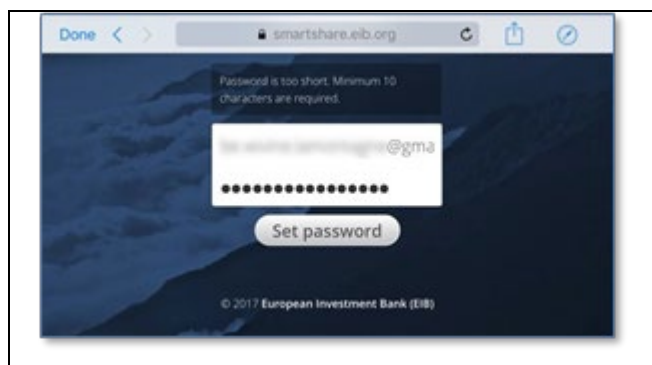 Done
smartshare.eib.org
Password is too short. Minimum 10
characters are required.
@gma
Set password
© 2017 European Investment Bank (EIB)